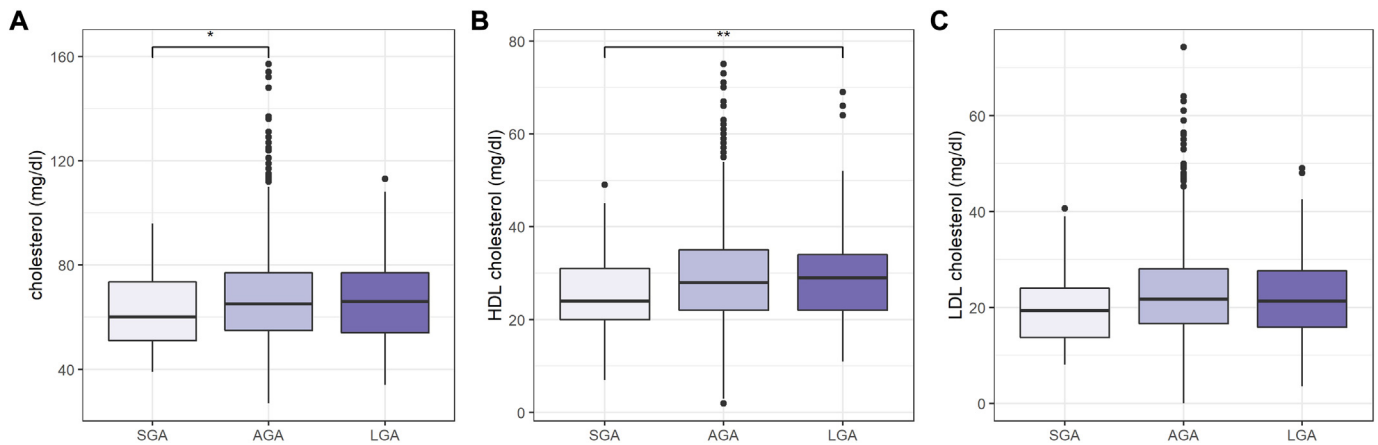 A
cholesterol (mg/dl)
160
120
80
40
*
SGA
AGA
LGA
B
HDL cholesterol (mg/dl)
80
60
40
20
0
**
SGA
AGA
LGA
C
LDL cholesterol (mg/dl)
60
40
20
0
SGA
AGA
LGA